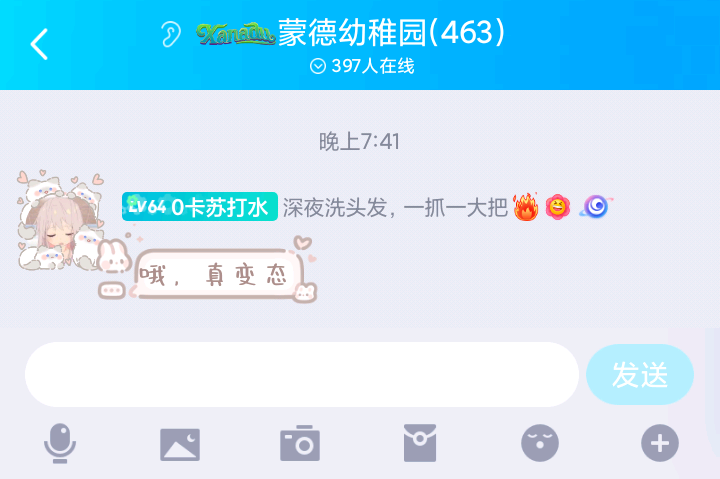 Xanadu 蒙德幼稚园(463)
397人在线
晚上7:41
LV64 0卡苏打水 深夜洗头发, 一抓一大把
哦, 真变态
发送